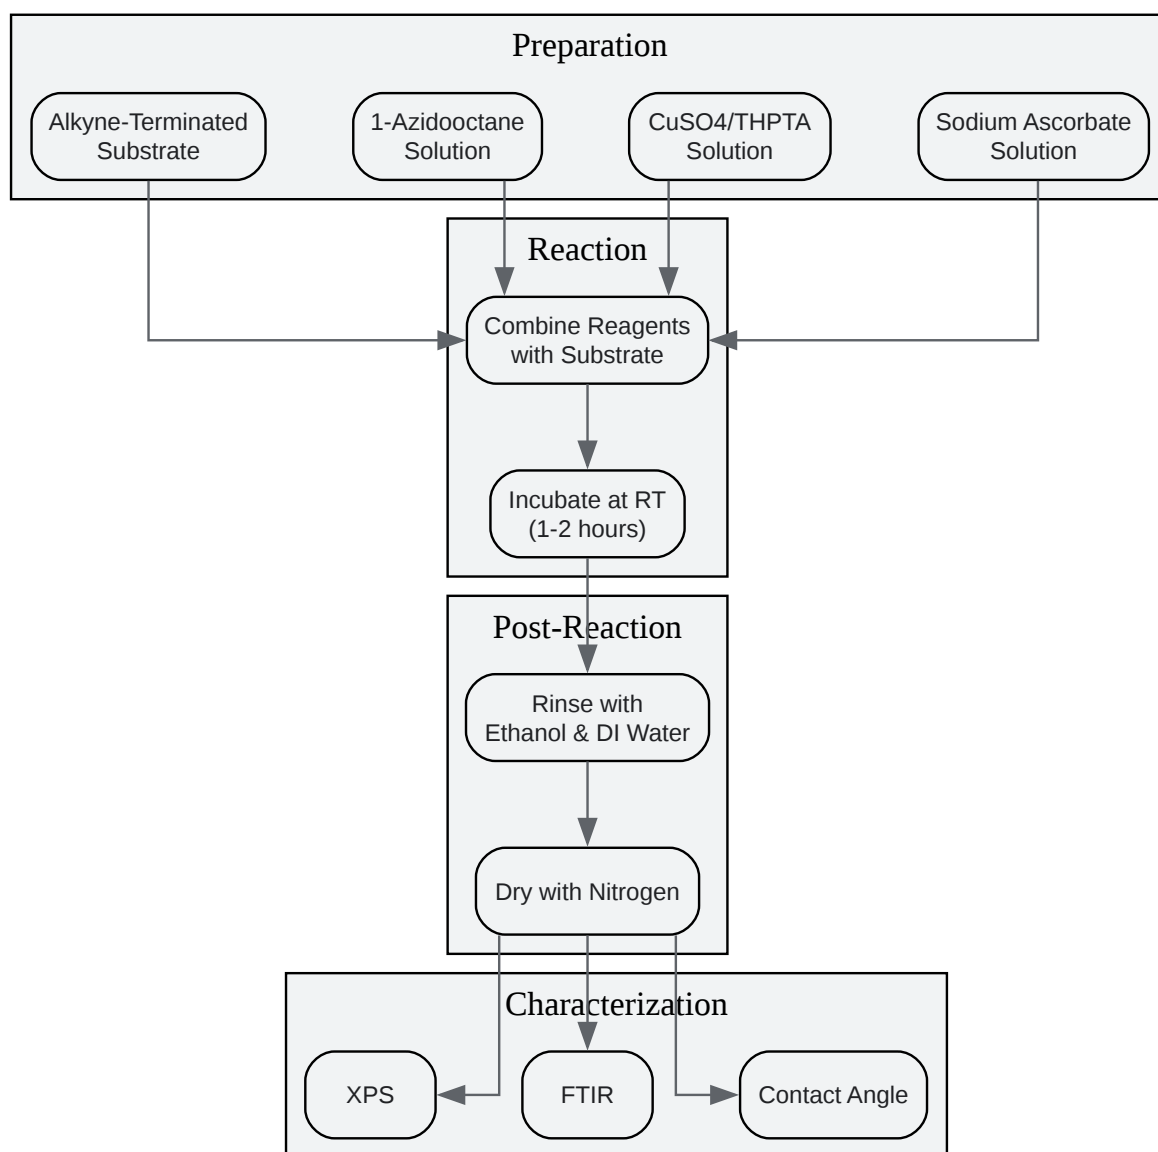 Preparation
Alkyne-Terminated
Substrate
1-Azidooctane
Solution
CuSO4/THPTA
Solution
Sodium Ascorbate
Solution
Reaction
Combine Reagents
with Substrate
Incubate at RT
(1-2 hours)
Post-Reaction
Rinse with
Ethanol & DI Water
Dry with Nitrogen
Characterization
XPS
FTIR
Contact Angle